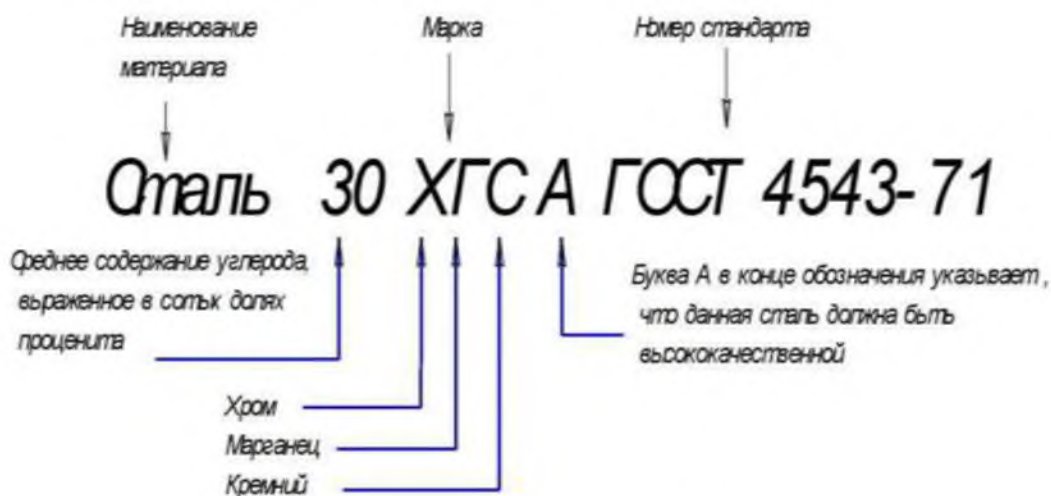 Наименование
материала
Марка
Номер стандарта
Сталь 30 ХГС А ГОСТ 4543-71
Среднее содержание углерода,
выраженное в сотък долях
проценита
Буква А в конце обозначения указывает ,
что данная сталь должна быть
высококачественной
Хром
Марганец
Кремний